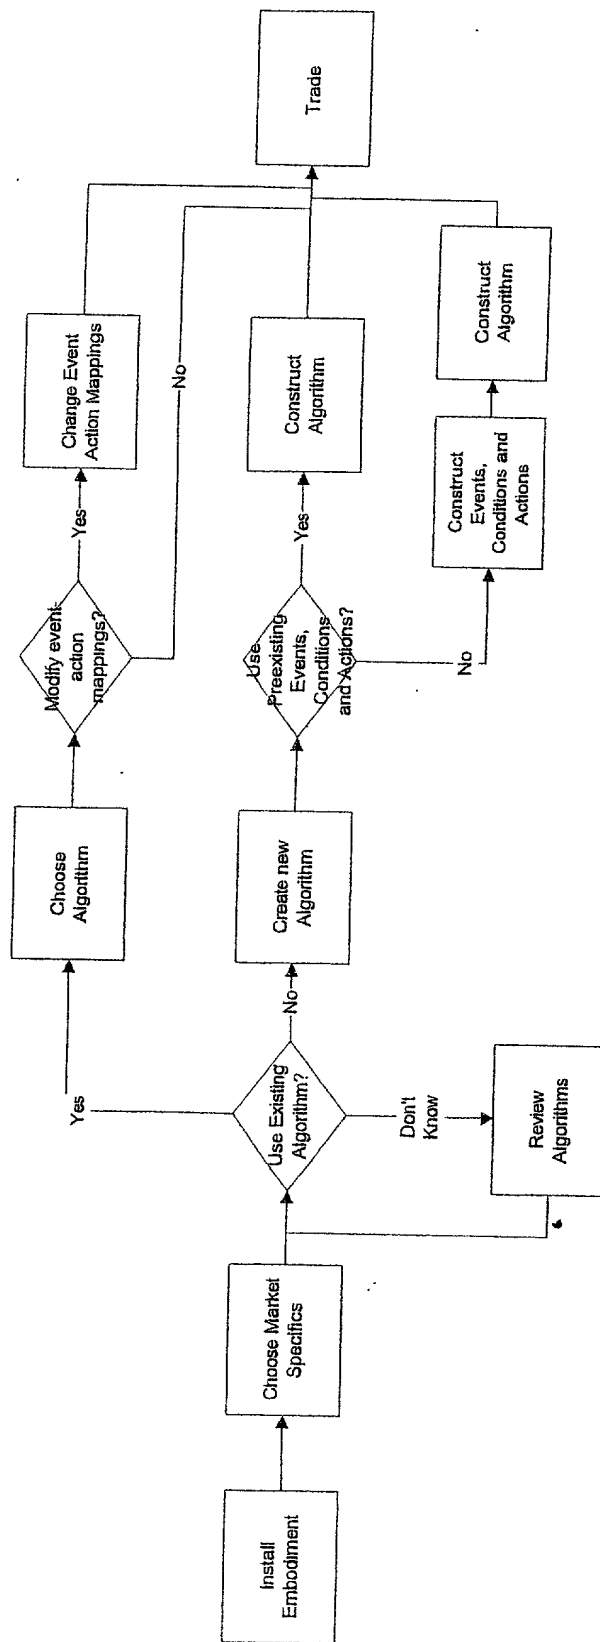 Install
Embodiment
Choose Market
Specifics
Use Existing
Algorithm?
Yes
No
Don't
Know
Review
Algorithms
Choose
Algorithm
Modify event-
action
mappings?
Yes
No
Change Event
Action Mappings
Create new
Algorithm
Use
Preexisting
Events,
Conditions
and Actions?
Yes
No
Construct
Algorithm
Construct
Events,
Conditions and
Actions
Construct
Algorithm
Trade